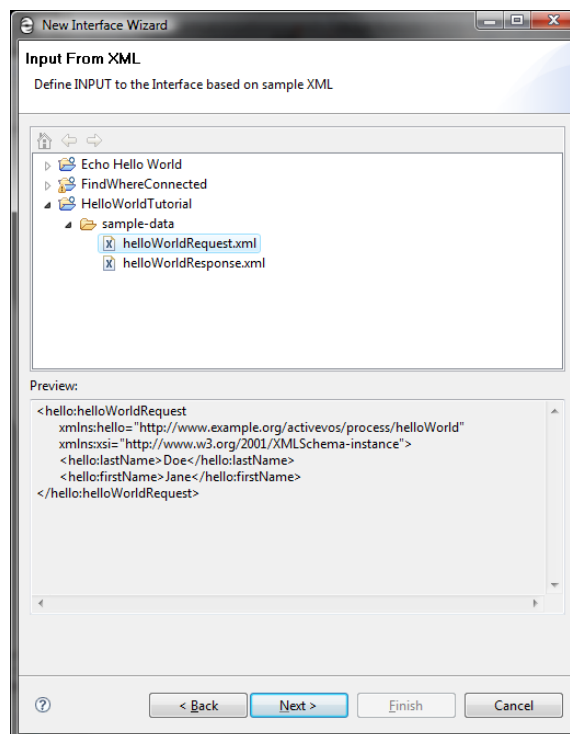 New Interface Wizard
Input From XML
Define INPUT to the Interface based on sample XML
Echo Hello World
FindWhereConnected
HelloWorldTutorial
sample-data
helloWorldRequest.xml
helloWorldResponse.xml
Preview:
<hello:helloWorldRequest
xmlns:hello="http://www.example.org/activevos/process/helloWorld"
xmlns:xsi="http://www.w3.org/2001/XMLSchema-instance">
<hello:lastName>Doe</hello:lastName>
<hello:firstName>Jane</hello:firstName>
</hello:helloWorldRequest>
< Back Next > Finish Cancel